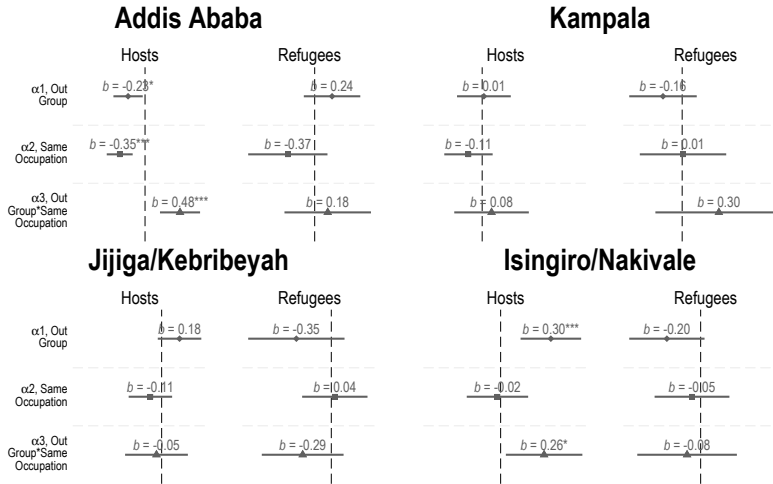 Addis Ababa
Kampala
Hosts
Refugees
Hosts
Refugees
α1, Out
Group
b = -0.23*
b = 0.24
b = 0.01
b = -0.16
α2, Same
Occupation
b = -0.35***
b = -0.37
b = -0.11
b = 0.01
α3, Out
Group*Same
Occupation
b = 0.48***
b = 0.18
b = 0.08
b = 0.30
Jijiga/Kebribeyah
Isingiro/Nakivale
Hosts
Refugees
Hosts
Refugees
α1, Out
Group
b = 0.18
b = -0.35
b = 0.30***
b = -0.20
α2, Same
Occupation
b = -0.11
b = 0.04
b = -0.02
b = -0.05
α3, Out
Group*Same
Occupation
b = -0.05
b = -0.29
b = 0.26*
b = -0.08